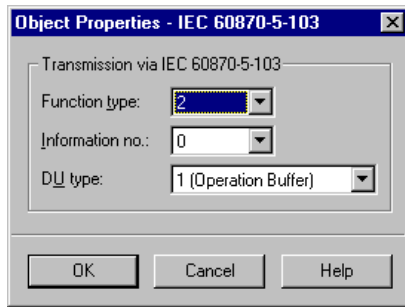 Object Properties - IEC 60870-5-103
Transmission via IEC 60870-5-103
Function type:
2
Information no.:
0
DU type:
1 (Operation Buffer)
OK
Cancel
Help